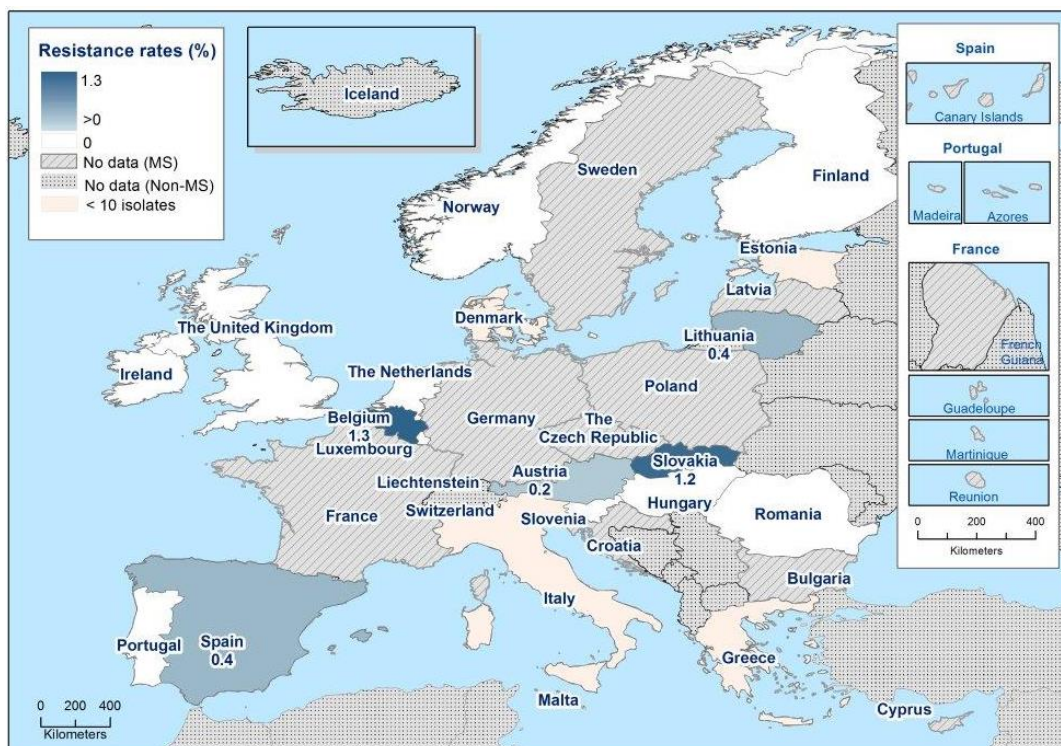 Resistance rates (%)
1.3
>0
0
No data (MS)
No data (Non-MS)
< 10 isolates
Iceland
Spain
Canary Islands
Portugal
Madeira
Azores
France
French
Guiana
Guadeloupe
Martinique
Reunion
0 200 400
Kilometers
Sweden
Finland
Norway
Estonia
Latvia
Denmark
Lithuania
0.4
The United Kingdom
Ireland
The Netherlands
Poland
Belgium
1.3
Germany
The
Czech Republic
Luxembourg
Slovakia
1.2
Austria
0.2
Liechtenstein
Hungary
France
Switzerland
Slovenia
Romania
Croatia
Bulgaria
Italy
Portugal
Spain
0.4
Greece
Malta
Cyprus
0 200 400
Kilometers